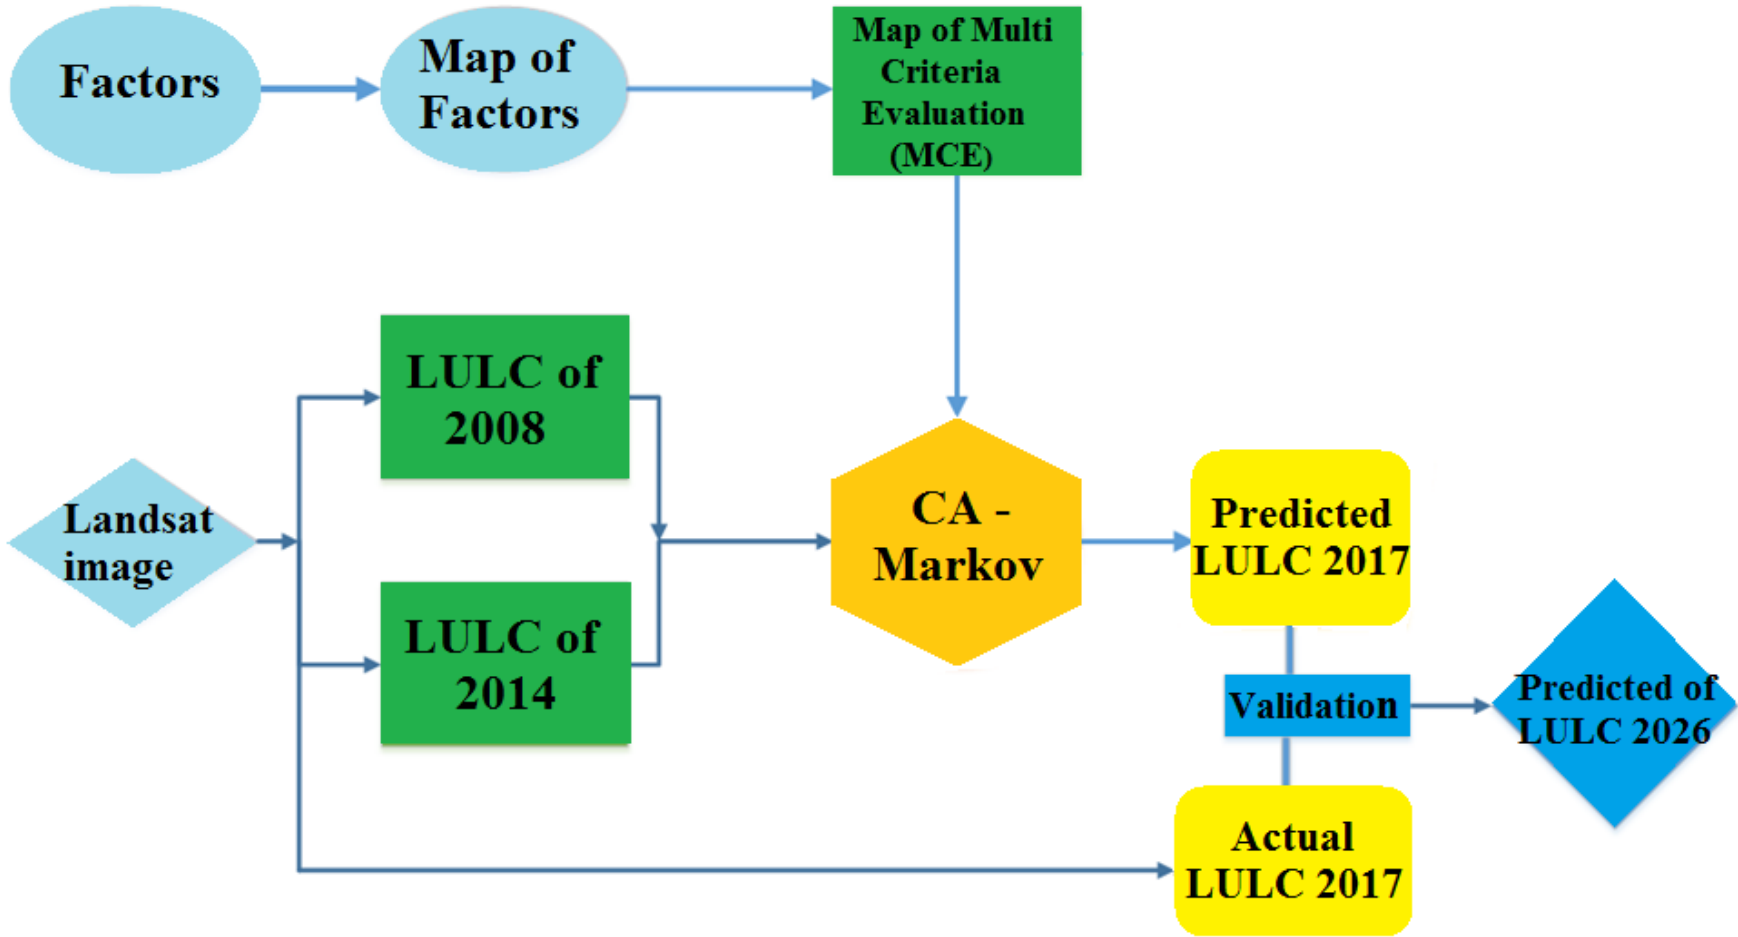 Factors
Map of
Factors
Map of Multi
Criteria
Evaluation
(MCE)
LULC of
2008
Landsat
image
LULC of
2014
CA -
Markov
Predicted
LULC 2017
Validation
Predicted of
LULC 2026
Actual
LULC 2017